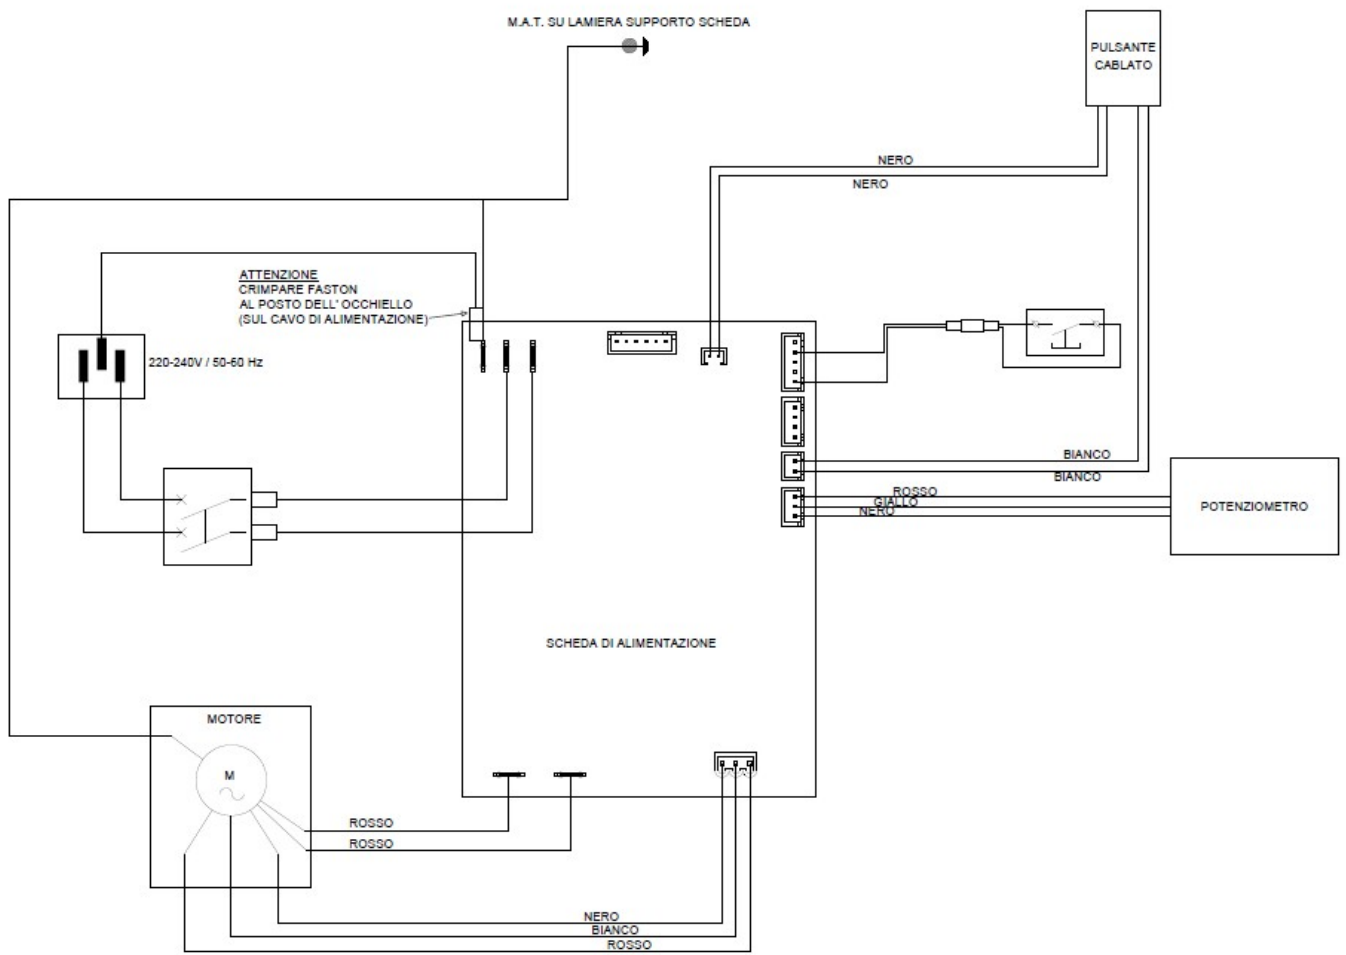 M.A.T. SU LAMIERA SUPPORTO SCHEDA
PULSANTE
CABLATO
NERO
NERO
ATTENZIONE
CRIMPARE FASTON
AL POSTO DELL' OCCHIELLO
(SUL CAVO DI ALIMENTAZIONE)
220-240V / 50-60 Hz
BIANCO
BIANCO
ROSSO
GIALLO
NERO
POTENZIOMETRO
SCHEDA DI ALIMENTAZIONE
MOTORE
M
ROSSO
ROSSO
NERO
BIANCO
ROSSO